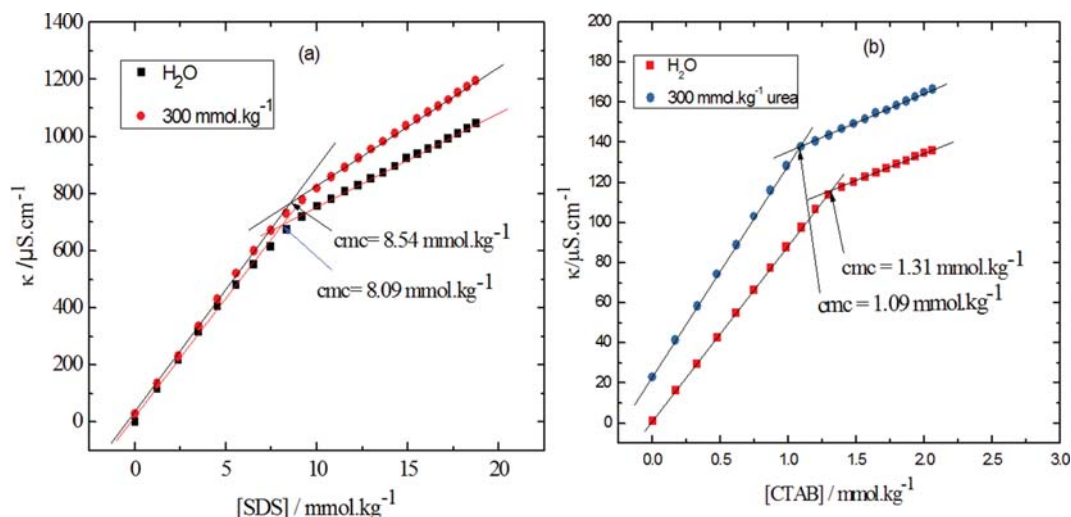 (a)
H₂O
300 mmol.kg⁻¹
1400
1200
1000
800
600
400
200
0
κ /µS.cm⁻¹
cmc= 8.54 mmol.kg⁻¹
cmc= 8.09 mmol.kg⁻¹
0 5 10 15 20
[SDS] / mmol.kg⁻¹
(b)
H₂O
300 mmol.kg⁻¹ urea
200
180
160
140
120
100
80
60
40
20
0
κ/µS.cm⁻¹
cmc = 1.31 mmol.kg⁻¹
cmc = 1.09 mmol.kg⁻¹
0.0 0.5 1.0 1.5 2.0 2.5 3.0
[CTAB] / mmol.kg⁻¹